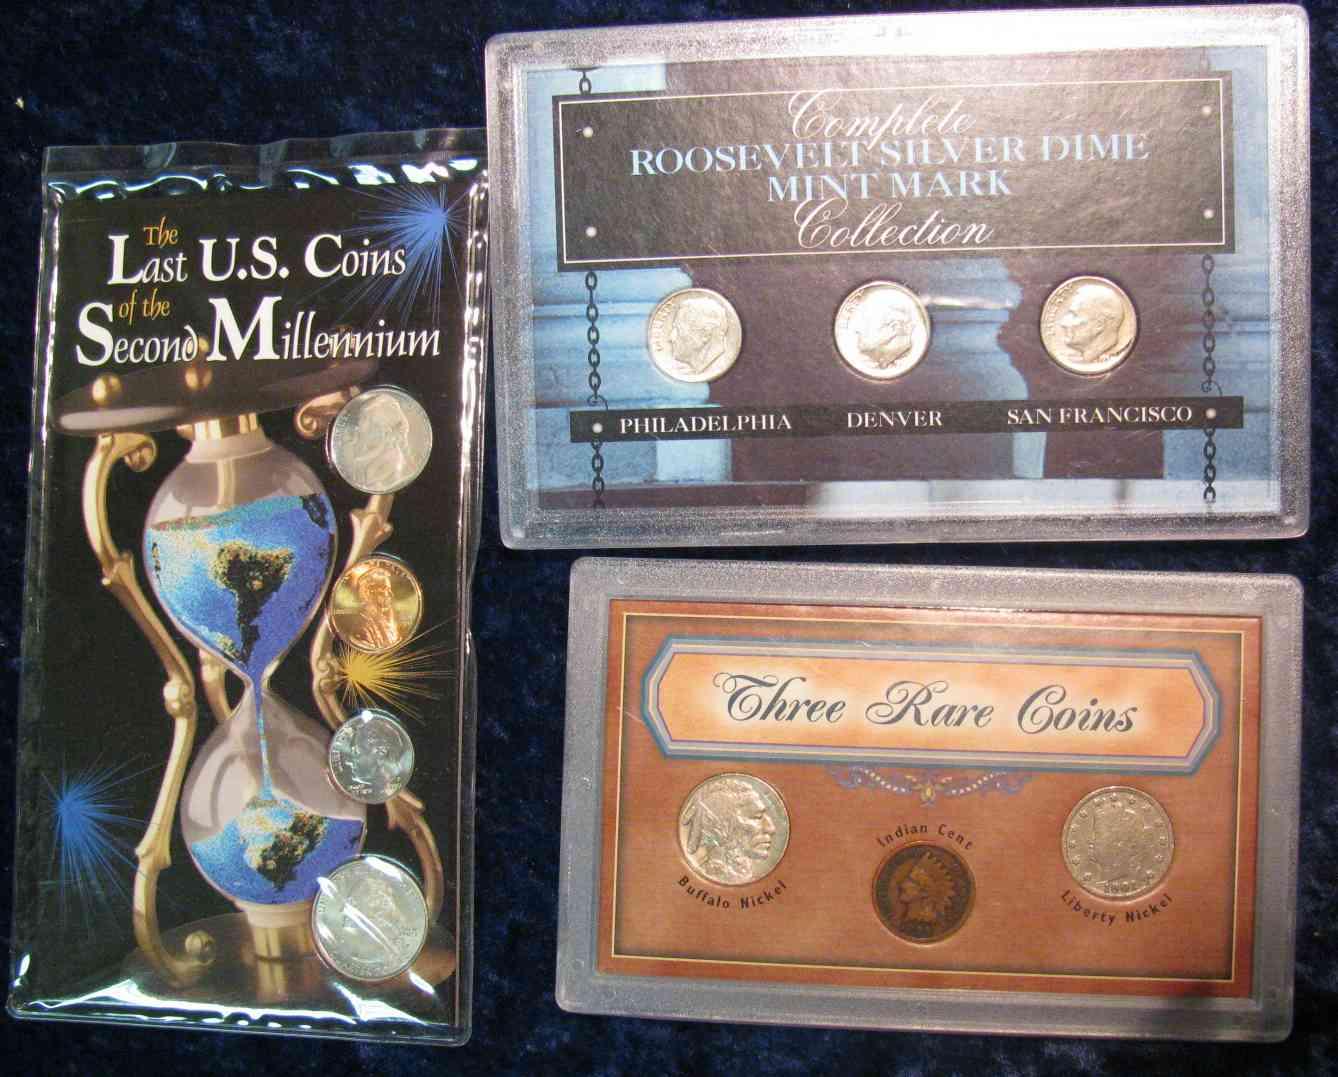 The
Last U.S. Coins
of the
Second Millennium
Complete
ROOSEVELT SILVER DIME
MINT MARK
Collection
PHILADELPHIA
DENVER
SAN FRANCISCO
Three Rare Coins
Buffalo Nickel
Indian Cent
Liberty Nickel